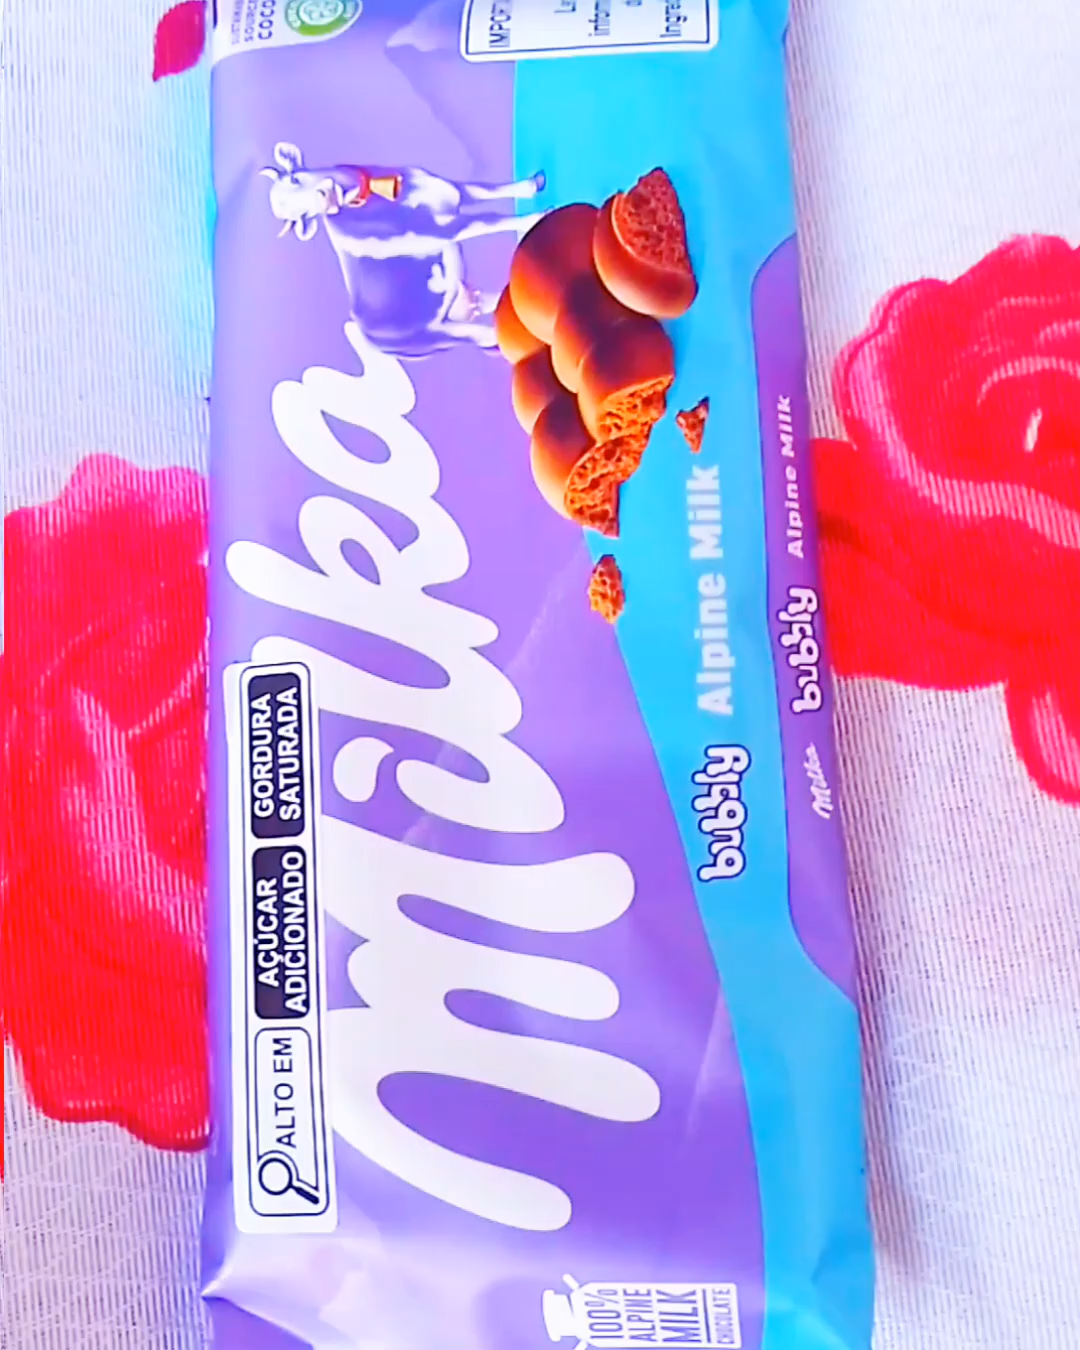 Milka
bubbly
Alpine Milk
Milka bubbly Alpine Milk
ALTO EM
AÇÚCAR
ADICIONADO
GORDURA
SATURADA
100%
ALPINE
MILK
CHOCOLATE